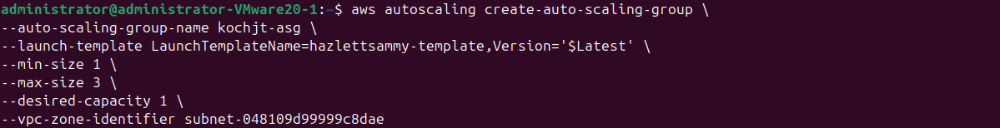 administrator@administrator-VMware20-1:~$ aws autoscaling create-auto-scaling-group \
--auto-scaling-group-name kochjt-asg \
--launch-template LaunchTemplateName=hazlettsammy-template,Version='$Latest' \
--min-size 1 \
--max-size 3 \
--desired-capacity 1 \
--vpc-zone-identifier subnet-048109d99999c8dae